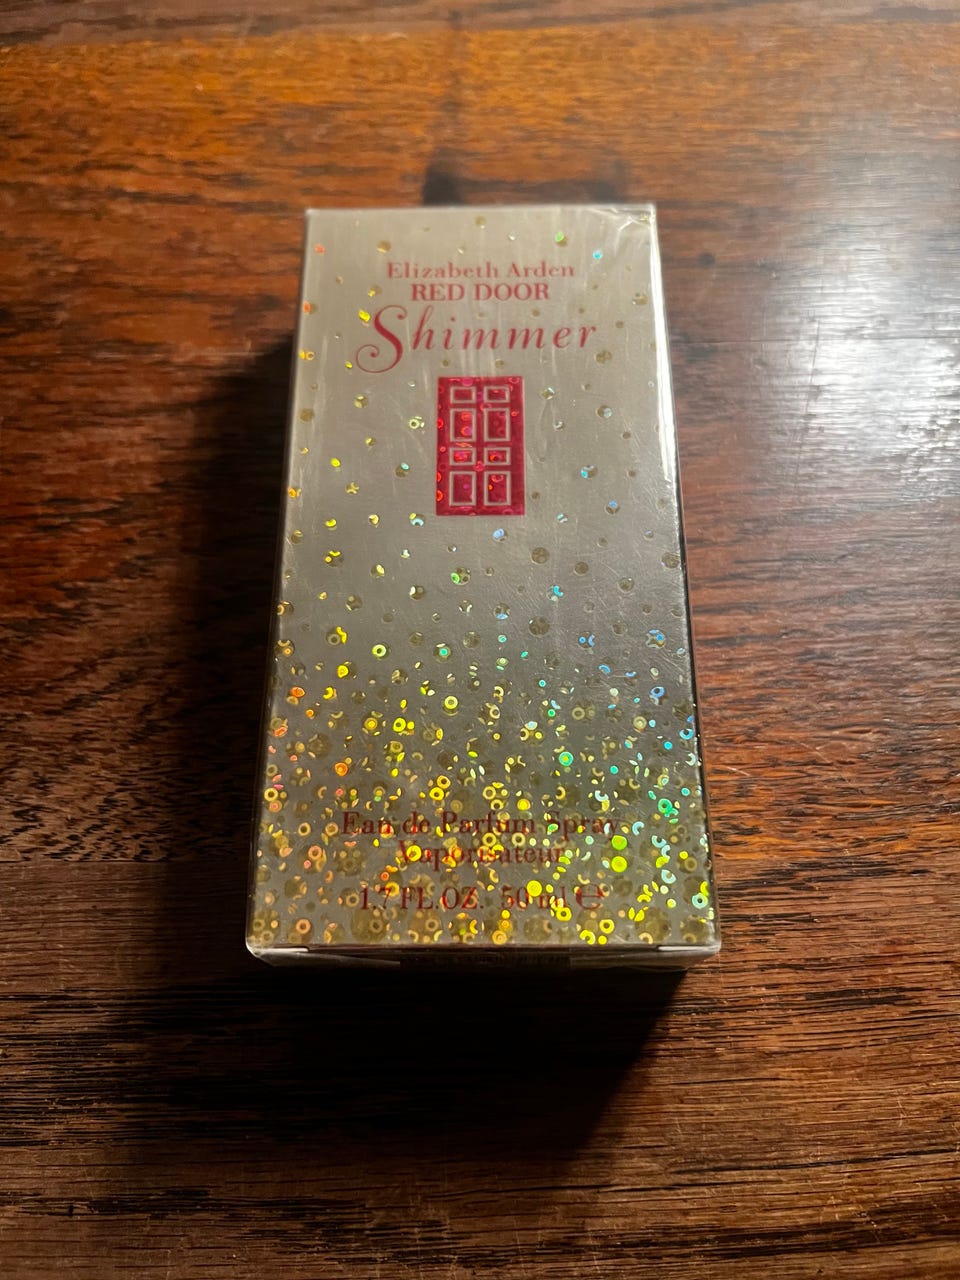 Elizabeth Arden
RED DOOR
Shimmer
Eau de Parfum Spray
Vaporisateur
1.7 FL.OZ. 50 ml ℮